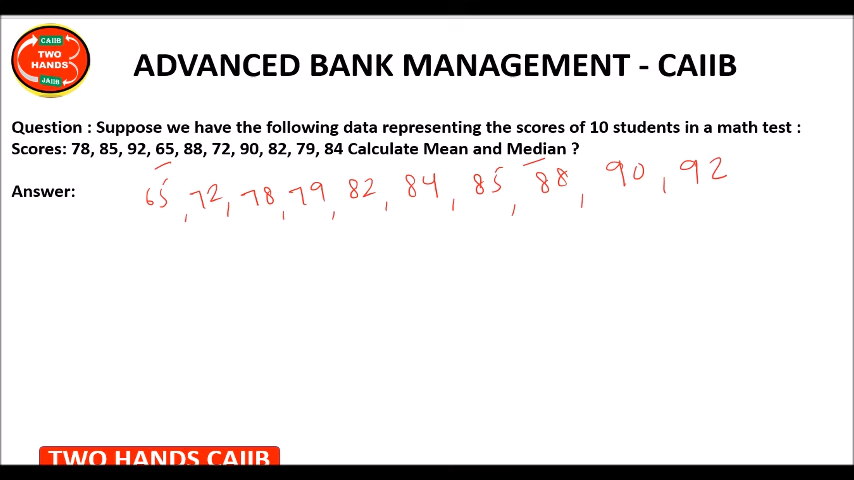 CAIIB
TWO
HANDS
JAIIB
ADVANCED BANK MANAGEMENT - CAIIB
Question : Suppose we have the following data representing the scores of 10 students in a math test :
Scores: 78, 85, 92, 65, 88, 72, 90, 82, 79, 84 Calculate Mean and Median ?
Answer: 65, 72, 78, 79, 82, 84, 85, 88, 90, 92
TWO HANDS CAIIB